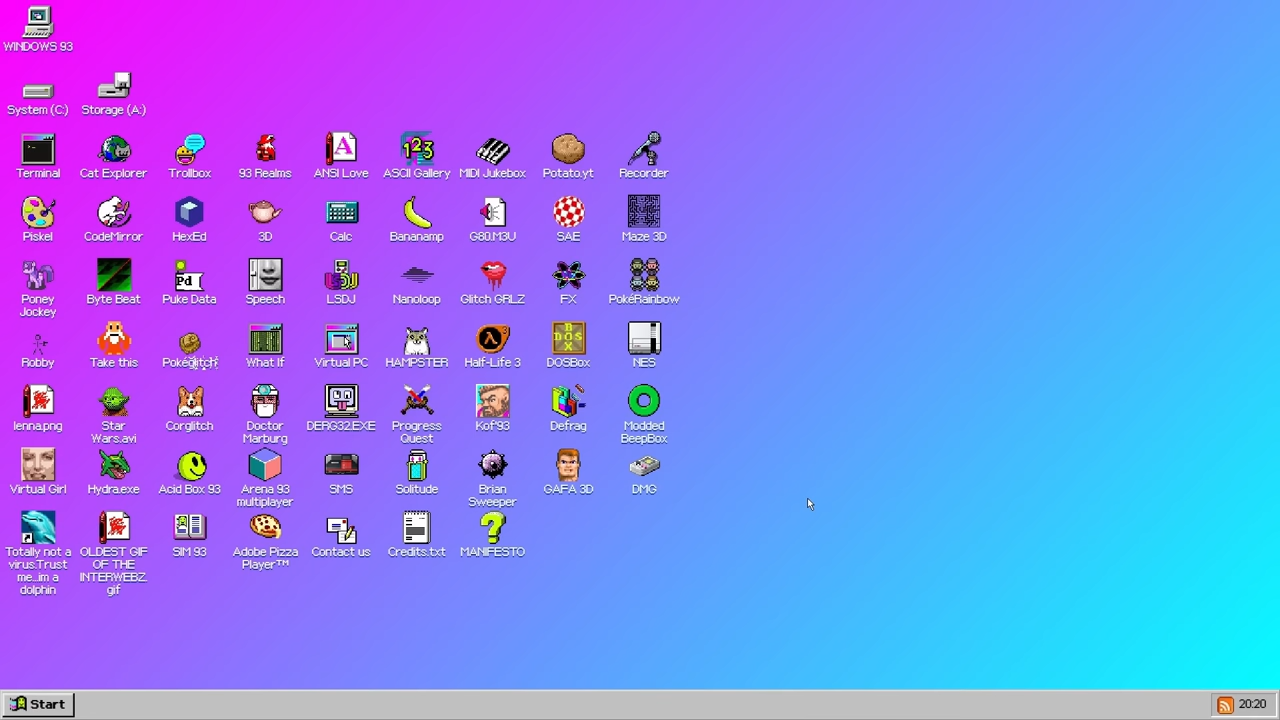 WINDOWS 93
System (C:)
Storage (A:)
Terminal
Cat Explorer
Trollbox
93 Realms
ANSI Love
ASCII Gallery
MIDI Jukebox
Potato.yt
Recorder
Piskel
CodeMirror
HexEd
3D
Calc
Bananamp
G80.M3U
SAE
Maze 3D
Poney
Jockey
Byte Beat
Puke Data
Speech
LSDJ
Nanoloop
Glitch GRLZ
FX
PokéRainbow
Robby
Take this
Pokéglitch
What If
Virtual PC
HAMPSTER
Half-Life 3
DOSBox
NES
lenna.png
Star
Wars.avi
Corglitch
Doctor
Marburg
DERG32.EXE
Progress
Quest
Kof'93
Defrag
Modded
BeepBox
Virtual Girl
Hydra.exe
Acid Box 93
Arena 93
multiplayer
SMS
Solitude
Brian
Sweeper
GAFA 3D
DMG
Totally not a
virus.Trust
me..im a
dolphin
OLDEST GIF
OF THE
INTERWEBZ.
gif
SIM 93
Adobe Pizza
Player™
Contact us
Credits.txt
MANIFESTO
Start
20:20